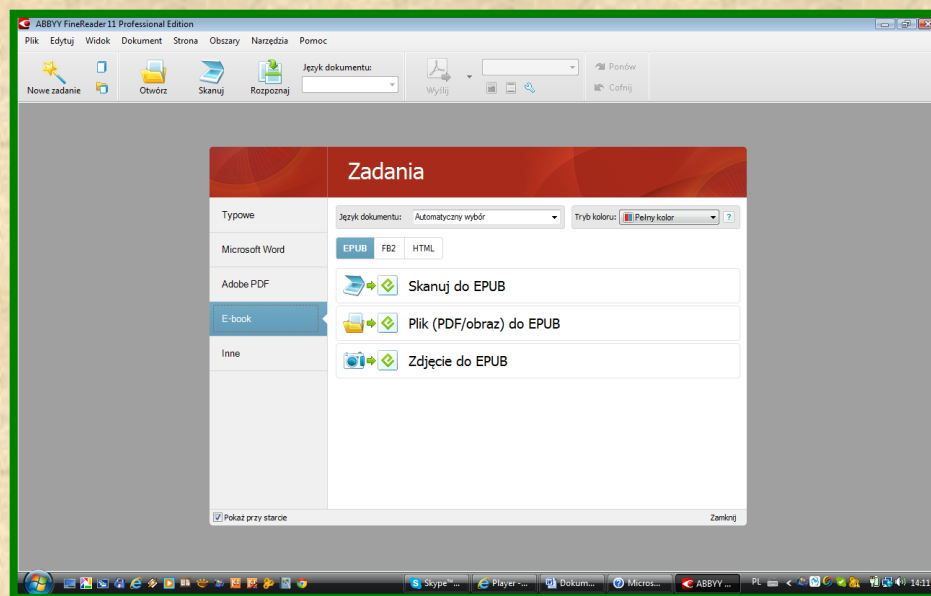 ABBYY FineReader 11 Professional Edition
Plik Edytuj Widok Dokument Strona Obszary Narzędzia Pomoc
Nowe zadanie Otwórz Skanuj Rozpoznaj Język dokumentu: Wyślij Ponów Cofnij
Zadania
Typowe
Microsoft Word
Adobe PDF
E-book
Inne
Język dokumentu: Automatyczny wybór Tryb koloru: Pełny kolor ?
EPUB FB2 HTML
Skanuj do EPUB
Plik (PDF/obraz) do EPUB
Zdjęcie do EPUB
Pokaż przy starcie Zamknij
Skype™... Player -... Dokum... Micros... ABBYY ... PL 14:11